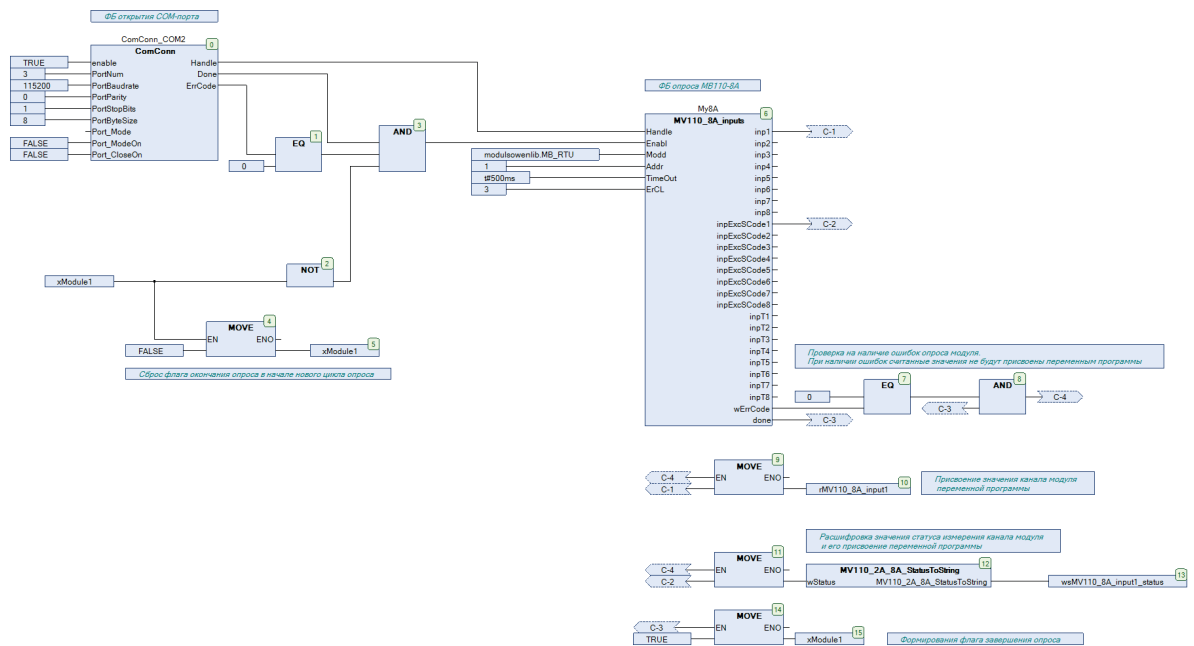 ФБ открытия COM-порта
ComConn_COM2
0
ComConn
TRUE
enable
Handle
3
PortNum
Done
115200
PortBaudrate
ErrCode
0
PortParity
1
PortStopBits
8
PortByteSize
Port_Mode
FALSE
Port_ModeOn
FALSE
Port_CloseOn
1
EQ
0
3
AND
2
NOT
xModule1
4
MOVE
EN
ENO
FALSE
5
xModule1
Сброс флага окончания опроса в начале нового цикла опроса
ФБ опроса МВ110-8А
My8A
6
MV110_8A_inputs
Handle
Enabl
modulsowenlib.MB_RTU
Modd
1
Addr
t#500ms
TimeOut
3
ErCL
inp1
C-1
inp2
inp3
inp4
inp5
inp6
inp7
inp8
inpExcSCode1
C-2
inpExcSCode2
inpExcSCode3
inpExcSCode4
inpExcSCode5
inpExcSCode6
inpExcSCode7
inpExcSCode8
inpT1
inpT2
inpT3
inpT4
inpT5
inpT6
inpT7
inpT8
wErrCode
done
C-3
Проверка на наличие ошибок опроса модуля.
При наличии ошибок считанные значения не будут присвоены переменным программы
7
EQ
0
8
AND
C-3
C-4
9
MOVE
C-4
EN
ENO
C-1
10
rMV110_8A_input1
Присвоение значения канала модуля
переменной программы
Расшифровка значения статуса измерения канала модуля
и его присвоение переменной программы
11
MOVE
C-4
EN
ENO
C-2
12
MV110_2A_8A_StatusToString
wStatus
MV110_2A_8A_StatusToString
13
wsMV110_8A_input1_status
14
MOVE
C-3
EN
ENO
TRUE
15
xModule1
Формирования флага завершения опроса